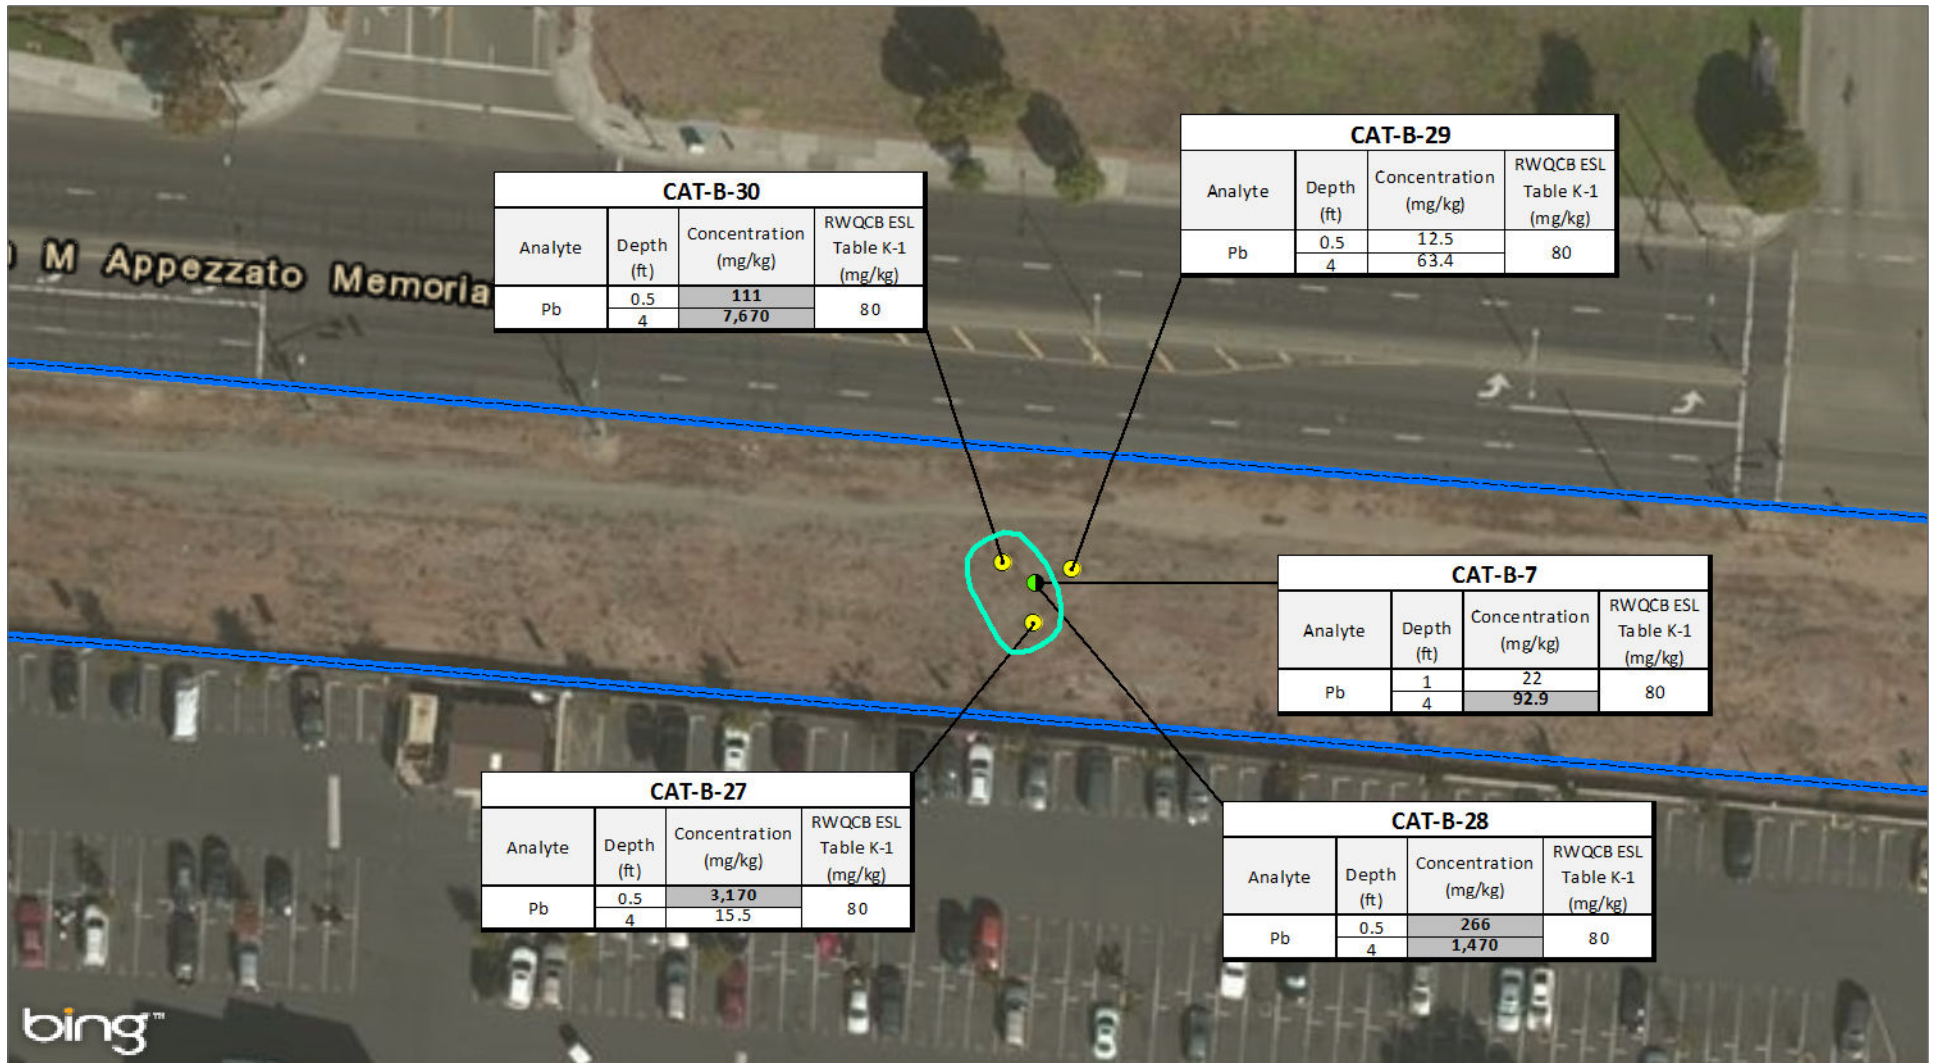 CAT-B-29
Analyte Depth (ft) Concentration (mg/kg) RWQCB ESL Table K-1 (mg/kg)
Pb 0.5 12.5 80
4 63.4
CAT-B-30
Analyte Depth (ft) Concentration (mg/kg) RWQCB ESL Table K-1 (mg/kg)
Pb 0.5 111 80
4 7,670
M Appezzato Memoria
CAT-B-7
Analyte Depth (ft) Concentration (mg/kg) RWQCB ESL Table K-1 (mg/kg)
Pb 1 22 80
4 92.9
CAT-B-27
Analyte Depth (ft) Concentration (mg/kg) RWQCB ESL Table K-1 (mg/kg)
Pb 0.5 3,170 80
4 15.5
CAT-B-28
Analyte Depth (ft) Concentration (mg/kg) RWQCB ESL Table K-1 (mg/kg)
Pb 0.5 266 80
4 1,470
bing™